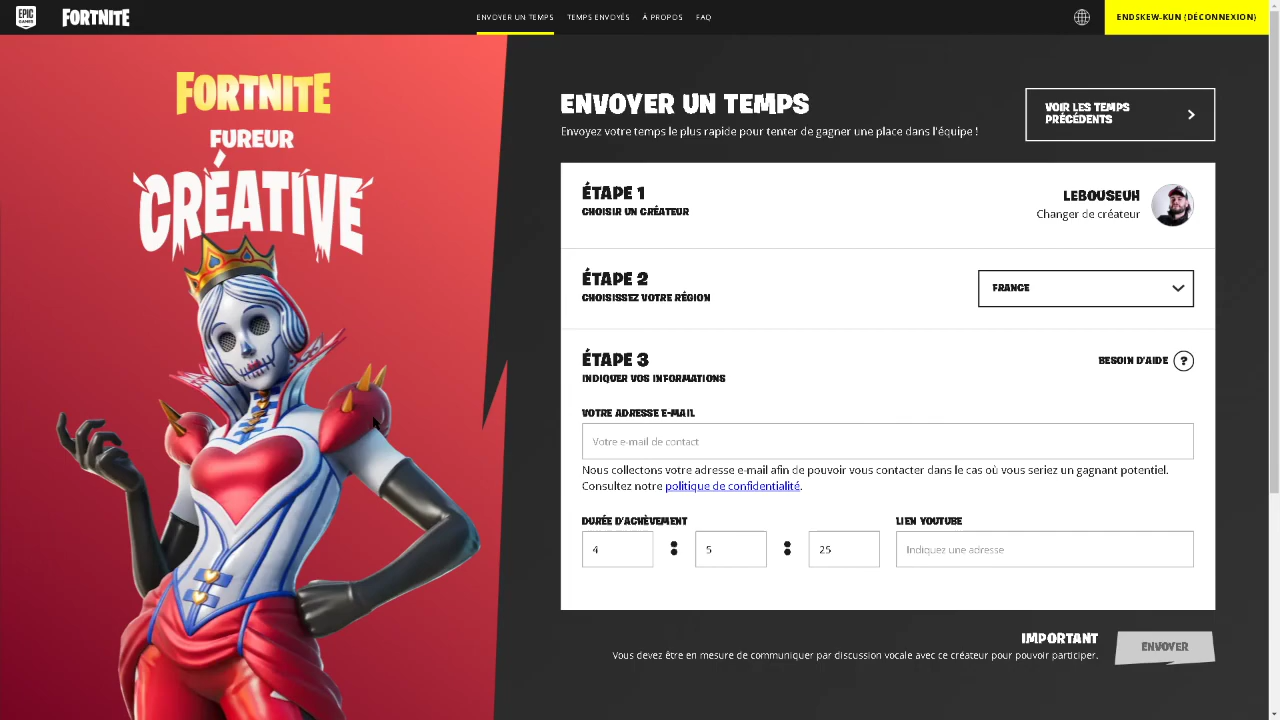 EPIC GAMES
FORTNITE
ENVOYER UN TEMPS
TEMPS ENVOYÉS
À PROPOS
FAQ
ENDSKEW-KUN (DÉCONNEXION)
FORTNITE
FUREUR
CRÉATIVE
ENVOYER UN TEMPS
Envoyez votre temps le plus rapide pour tenter de gagner une place dans l'équipe !
VOIR LES TEMPS
PRÉCÉDENTS
ÉTAPE 1
CHOISIR UN CRÉATEUR
LEBOUSEUH
Changer de créateur
ÉTAPE 2
CHOISISSEZ VOTRE RÉGION
FRANCE
ÉTAPE 3
INDIQUER VOS INFORMATIONS
BESOIN D'AIDE ?
VOTRE ADRESSE E-MAIL
Votre e-mail de contact
Nous collectons votre adresse e-mail afin de pouvoir vous contacter dans le cas où vous seriez un gagnant potentiel.
Consultez notre politique de confidentialité.
DURÉE D'ACHÈVEMENT
4 : 5 : 25
LIEN YOUTUBE
Indiquez une adresse
IMPORTANT
Vous devez être en mesure de communiquer par discussion vocale avec ce créateur pour pouvoir participer.
ENVOYER